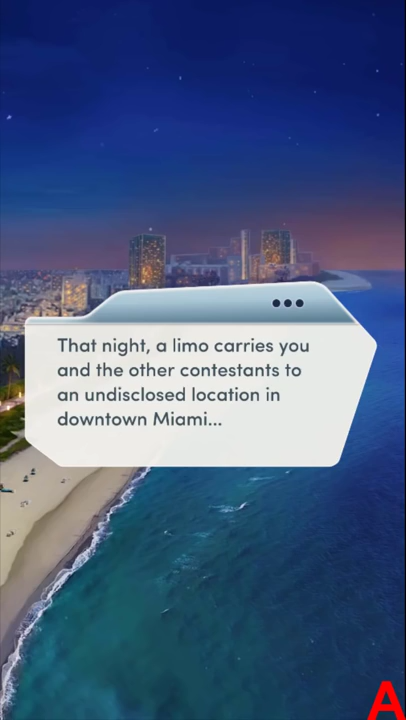 That night, a limo carries you
and the other contestants to
an undisclosed location in
downtown Miami...
A